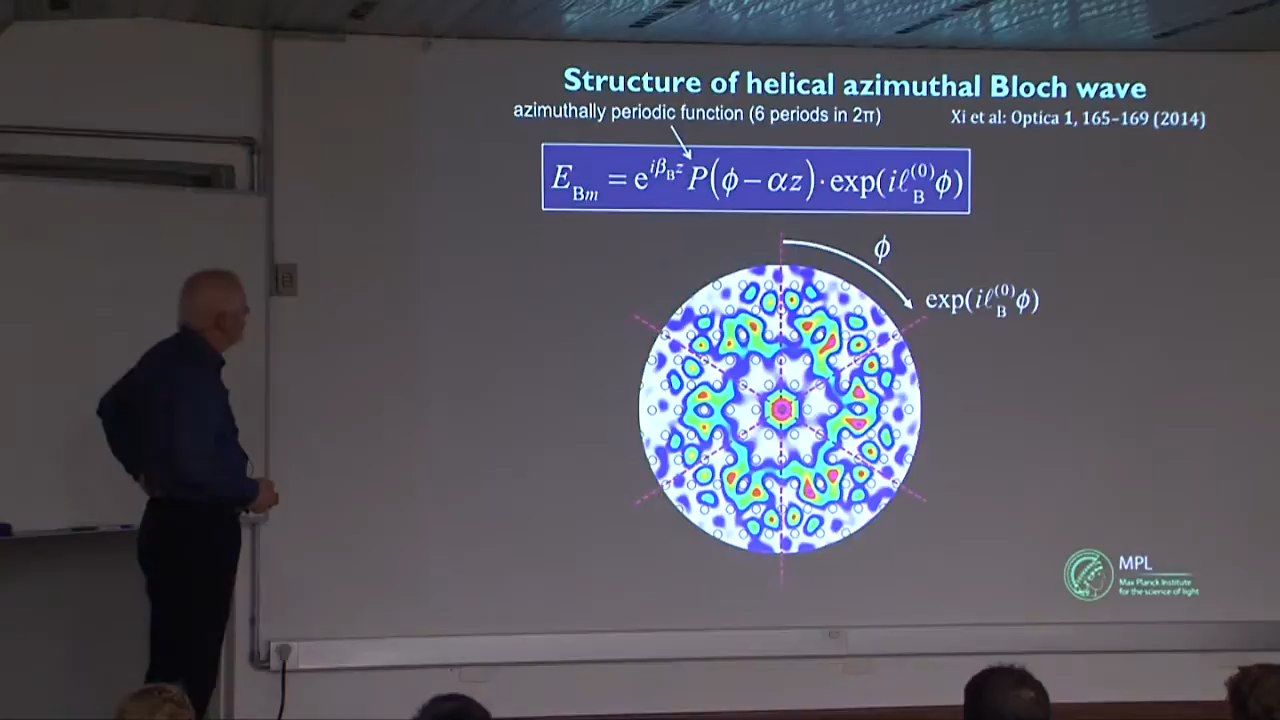 Structure of helical azimuthal Bloch wave
azimuthally periodic function (6 periods in 2π)
Xi et al: Optica 1, 165–169 (2014)
E_{Bm} = e^{iβ_B z} P(ϕ − αz) · exp(iℓ_B^{(0)}ϕ)
ϕ
exp(iℓ_B^{(0)}ϕ)
MPL
Max Planck Institute
for the science of light